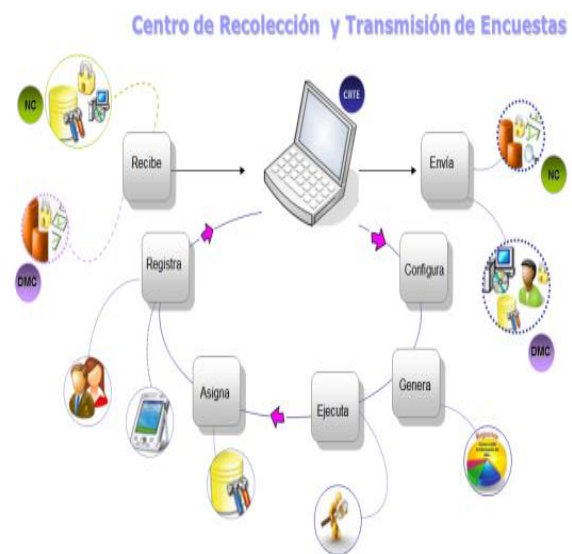 Centro de Recolección y Transmisión de Encuestas
NC
CRTE
Recibe
Envía
NC
DMC
Registra
Configura
DMC
Asigna
Ejecuta
Genera